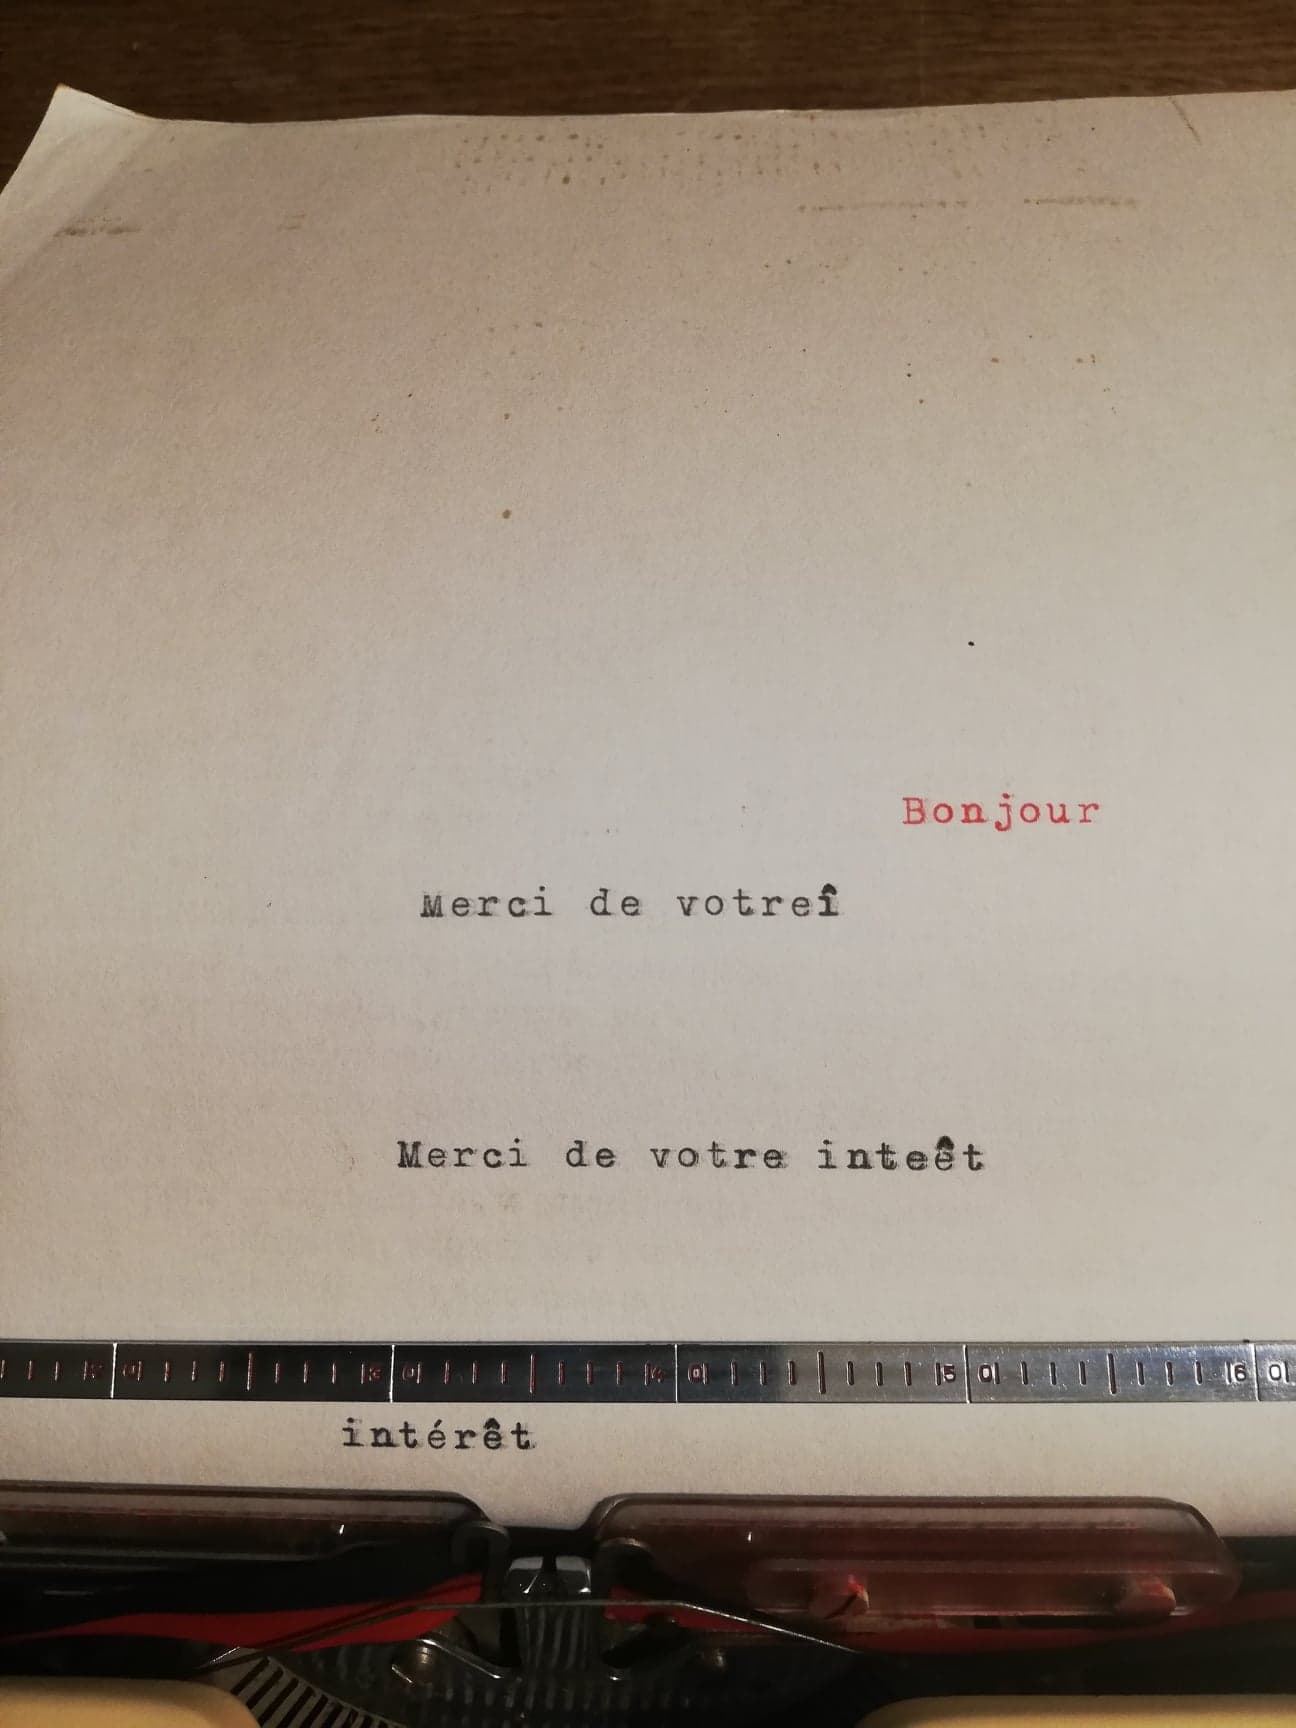 Bonjour
Merci de votreî
Merci de votre inteêt
intérêt